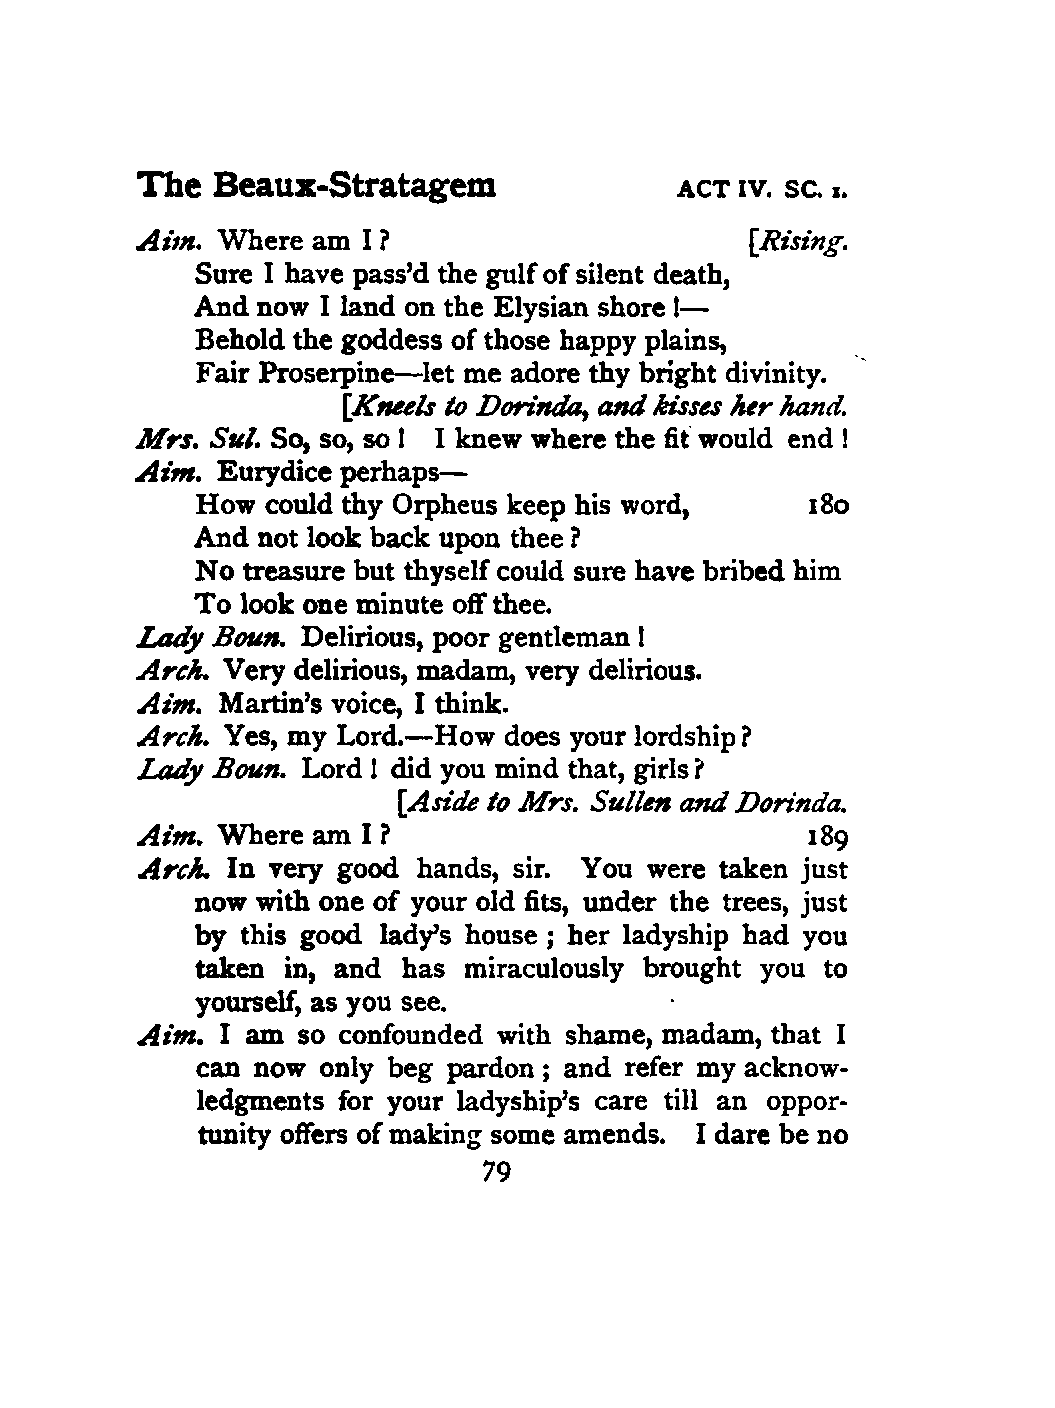 The Beaux-Stratagem ACT IV. SC. 1.
Aim. Where am I? [Rising.
Sure I have pass'd the gulf of silent death,
And now I land on the Elysian shore!—
Behold the goddess of those happy plains,
Fair Proserpine—let me adore thy bright divinity.
[Kneels to Dorinda, and kisses her hand.
Mrs. Sul. So, so, so! I knew where the fit would end!
Aim. Eurydice perhaps—
How could thy Orpheus keep his word, 180
And not look back upon thee?
No treasure but thyself could sure have bribed him
To look one minute off thee.
Lady Boun. Delirious, poor gentleman!
Arch. Very delirious, madam, very delirious.
Aim. Martin's voice, I think.
Arch. Yes, my Lord.—How does your lordship?
Lady Boun. Lord! did you mind that, girls?
[Aside to Mrs. Sullen and Dorinda.
Aim. Where am I? 189
Arch. In very good hands, sir. You were taken just
now with one of your old fits, under the trees, just
by this good lady's house; her ladyship had you
taken in, and has miraculously brought you to
yourself, as you see.
Aim. I am so confounded with shame, madam, that I
can now only beg pardon; and refer my acknow-
ledgments for your ladyship's care till an oppor-
tunity offers of making some amends. I dare be no
79